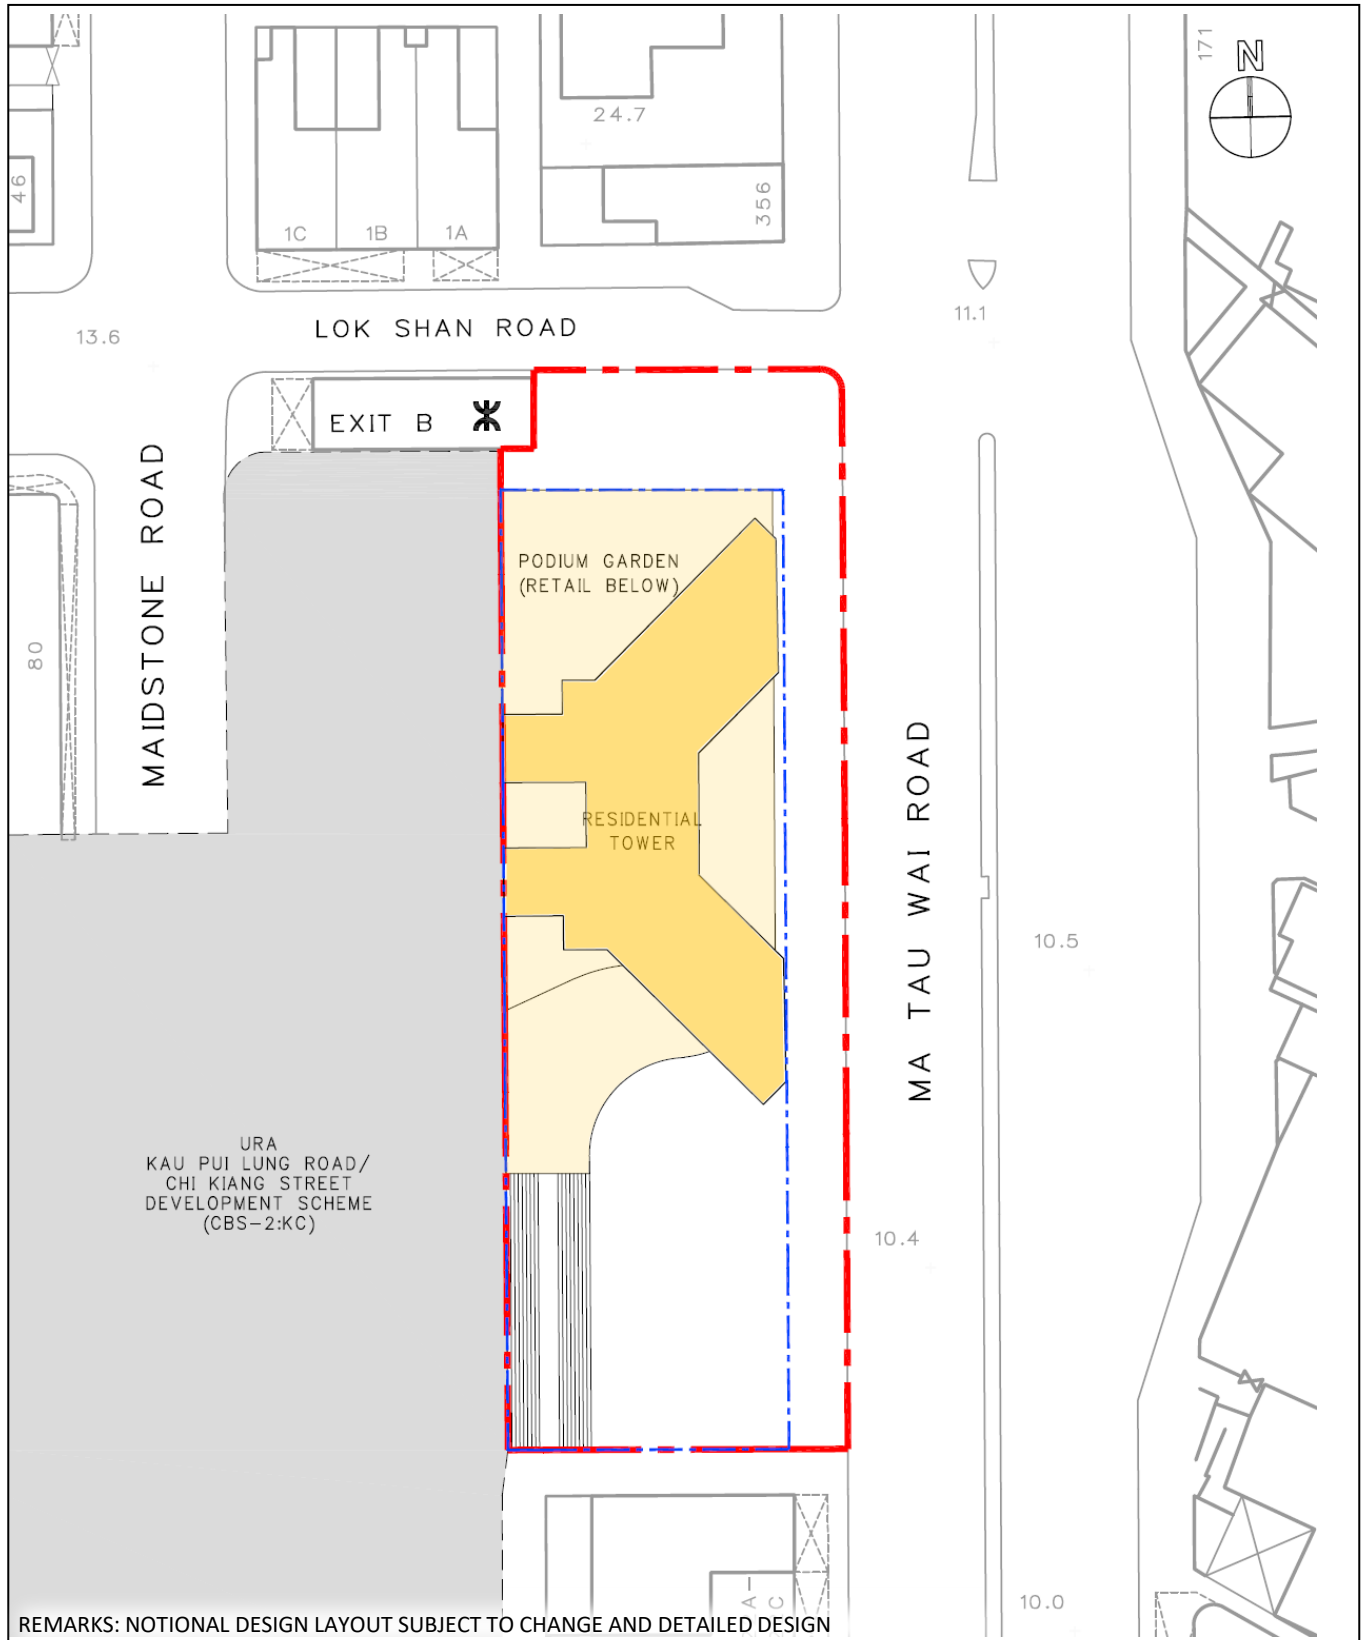 171
N
24.7
46
356
1C
1B
1A
13.6
LOK SHAN ROAD
11.1
EXIT B
MAIDSTONE ROAD
PODIUM GARDEN
(RETAIL BELOW)
80
RESIDENTIAL
TOWER
MA TAU WAI ROAD
10.5
URA
KAU PUI LUNG ROAD/
CHI KIANG STREET
DEVELOPMENT SCHEME
(CBS-2:KC)
10.4
A-
C
10.0
REMARKS: NOTIONAL DESIGN LAYOUT SUBJECT TO CHANGE AND DETAILED DESIGN